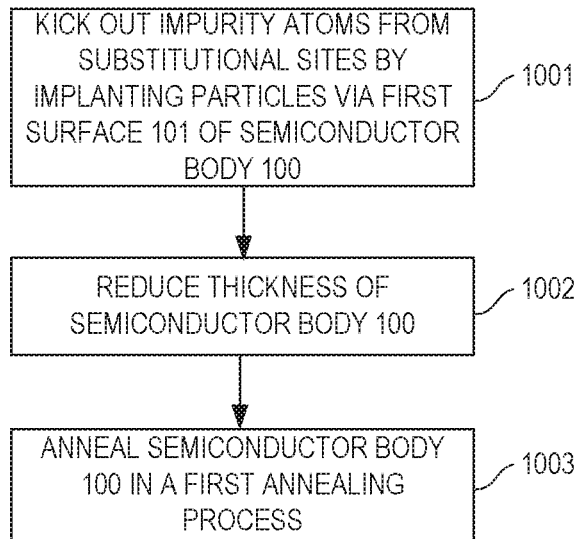 KICK OUT IMPURITY ATOMS FROM
SUBSTITUTIONAL SITES BY
IMPLANTING PARTICLES VIA FIRST
SURFACE 101 OF SEMICONDUCTOR
BODY 100
1001
REDUCE THICKNESS OF
SEMICONDUCTOR BODY 100
1002
ANNEAL SEMICONDUCTOR BODY
100 IN A FIRST ANNEALING
PROCESS
1003